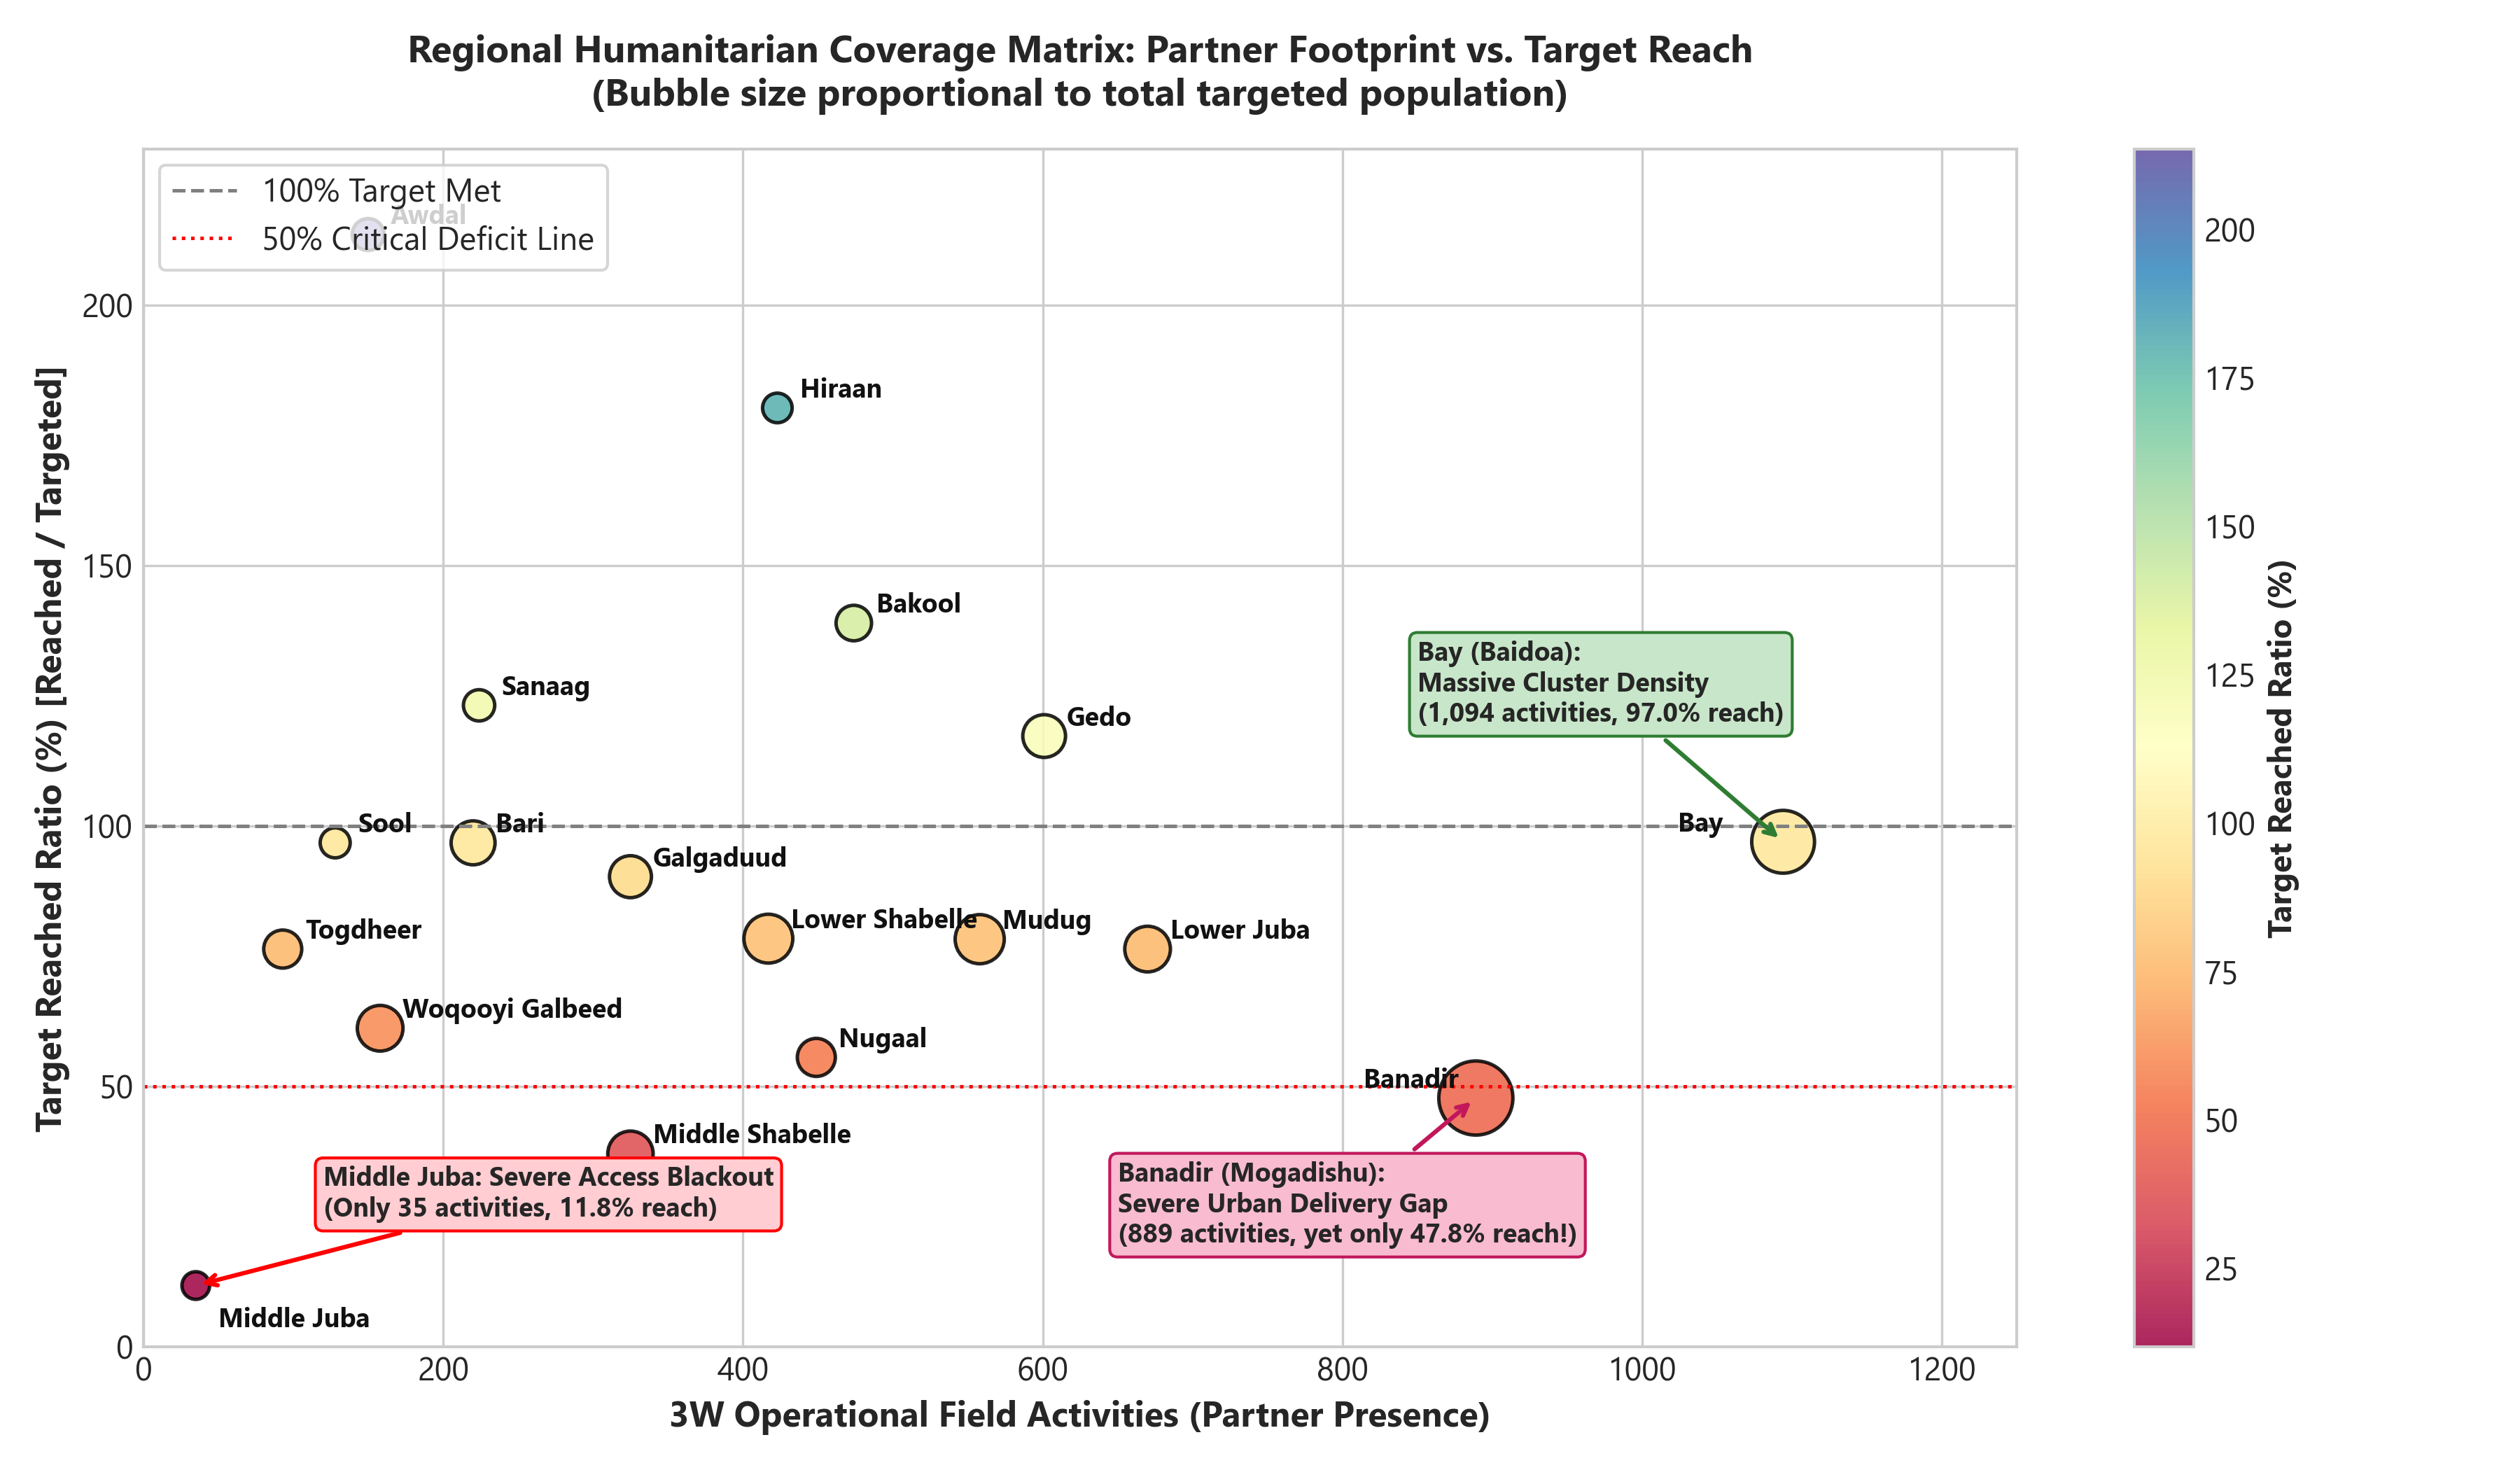 Regional Humanitarian Coverage Matrix: Partner Footprint vs. Target Reach
(Bubble size proportional to total targeted population)
100% Target Met
Awdal
50% Critical Deficit Line
Target Reached Ratio (%) [Reached / Targeted]
200
150
100
50
0
Hiraan
Bakool
Sanaag
Gedo
Bay (Baidoa):
Massive Cluster Density
(1,094 activities, 97.0% reach)
Sool
Bari
Bay
Galgaduud
Lower Shabelle
Mudug
Lower Juba
Togdheer
Woqooyi Galbeed
Nugaal
Banadir
Middle Shabelle
Middle Juba: Severe Access Blackout
(Only 35 activities, 11.8% reach)
Banadir (Mogadishu):
Severe Urban Delivery Gap
(889 activities, yet only 47.8% reach!)
Middle Juba
0
200
400
600
800
1000
1200
3W Operational Field Activities (Partner Presence)
200
175
150
125
100
75
50
25
Target Reached Ratio (%)